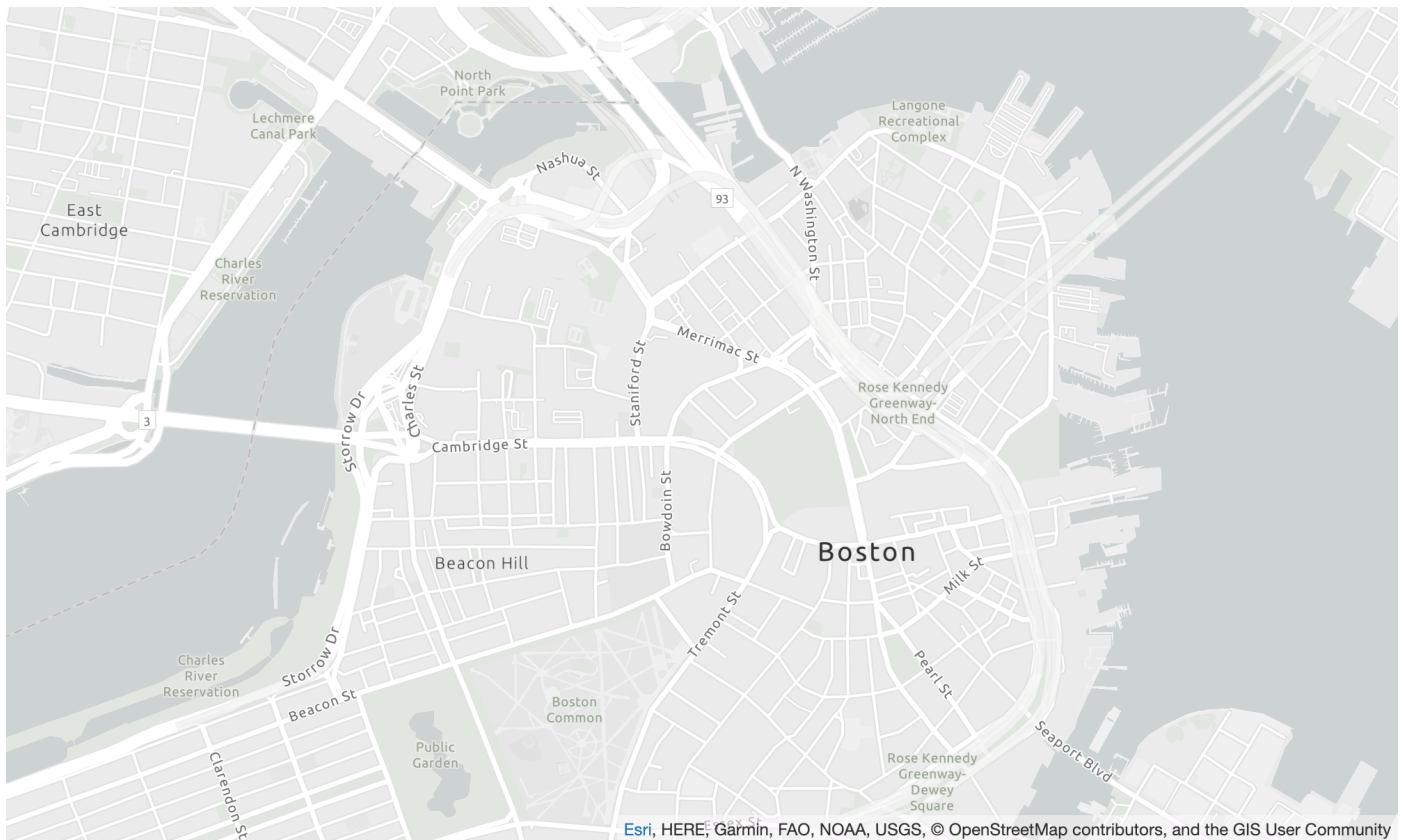 North
Point Park
Lechmere
Canal Park
Langone
Recreational
Complex
Nashua St
N Washington St
93
East
Cambridge
Charles
River
Reservation
Merrimac St
Staniford St
Charles St
Storrow Dr
Rose Kennedy
Greenway-
North End
3
Cambridge St
Bowdoin St
Boston
Beacon Hill
Milk St
Tremont St
Storrow Dr
Charles
River
Reservation
Pearl St
Beacon St
Boston
Common
Public
Garden
Seaport Blvd
Clarendon St
Rose Kennedy
Greenway-
Dewey
Square
Essex St
Esri, HERE, Garmin, FAO, NOAA, USGS, © OpenStreetMap contributors, and the GIS User Community